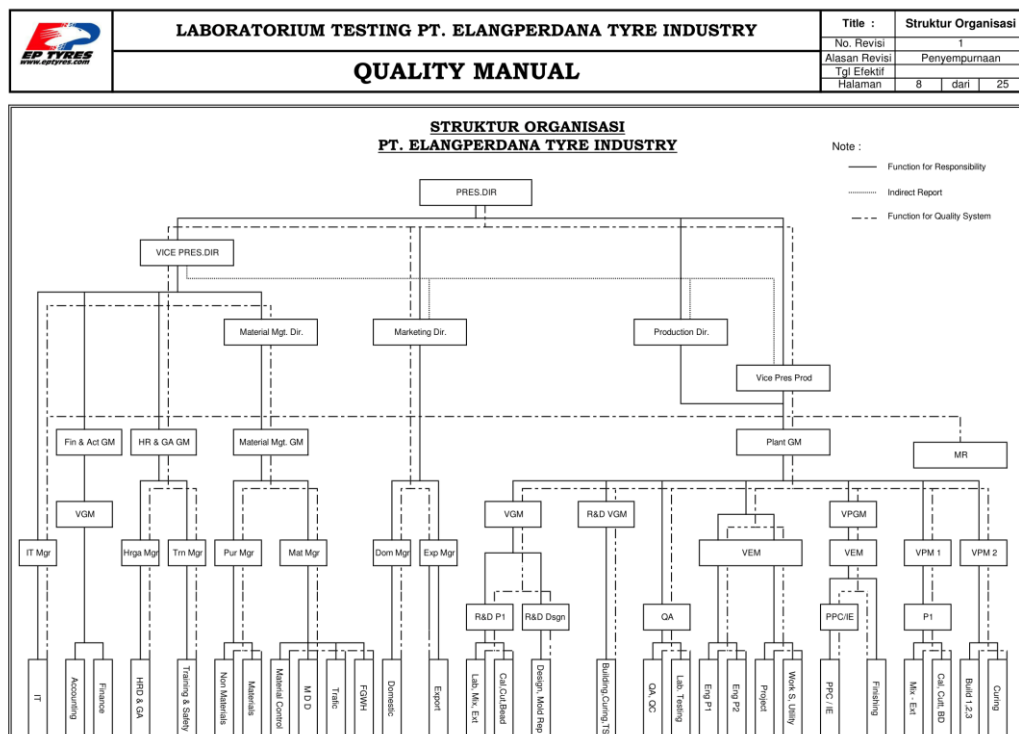 EP TYRES
www.eptyres.com
LABORATORIUM TESTING PT. ELANGPERDANA TYRE INDUSTRY
QUALITY MANUAL
Title : Struktur Organisasi
No. Revisi 1
Alasan Revisi Penyempurnaan
Tgl Efektif
Halaman 8 dari 25
STRUKTUR ORGANISASI
PT. ELANGPERDANA TYRE INDUSTRY
Note :
Function for Responsibility
Indirect Report
Function for Quality System
PRES.DIR
VICE PRES.DIR
Material Mgt. Dir. Marketing Dir. Production Dir.
Vice Pres Prod
Fin & Act GM HR & GA GM Material Mgt. GM Plant GM
MR
VGM VGM R&D VGM VPGM
IT Mgr Hrga Mgr Trn Mgr Pur Mgr Mat Mgr Dom Mgr Exp Mgr VEM VEM VPM 1 VPM 2
R&D P1 R&D Dsgn QA PPC/IE P1
IT
Accounting
Finance
HRD & GA
Training & Safety
Non Materials
Materials
Material Control
M D D
Trafic
FGWH
Domestic
Export
Lab, Mix, Ext
Cal,Cut,Bead
Design, Mold Rep
Building,Curing,TS
QA, QC
Lab. Testing
Eng P1
Eng P2
Project
Work S, Utility
PPC / IE
Finishing
Mix - Ext
Cal, Cutt, BD
Build 1,2,3
Curing